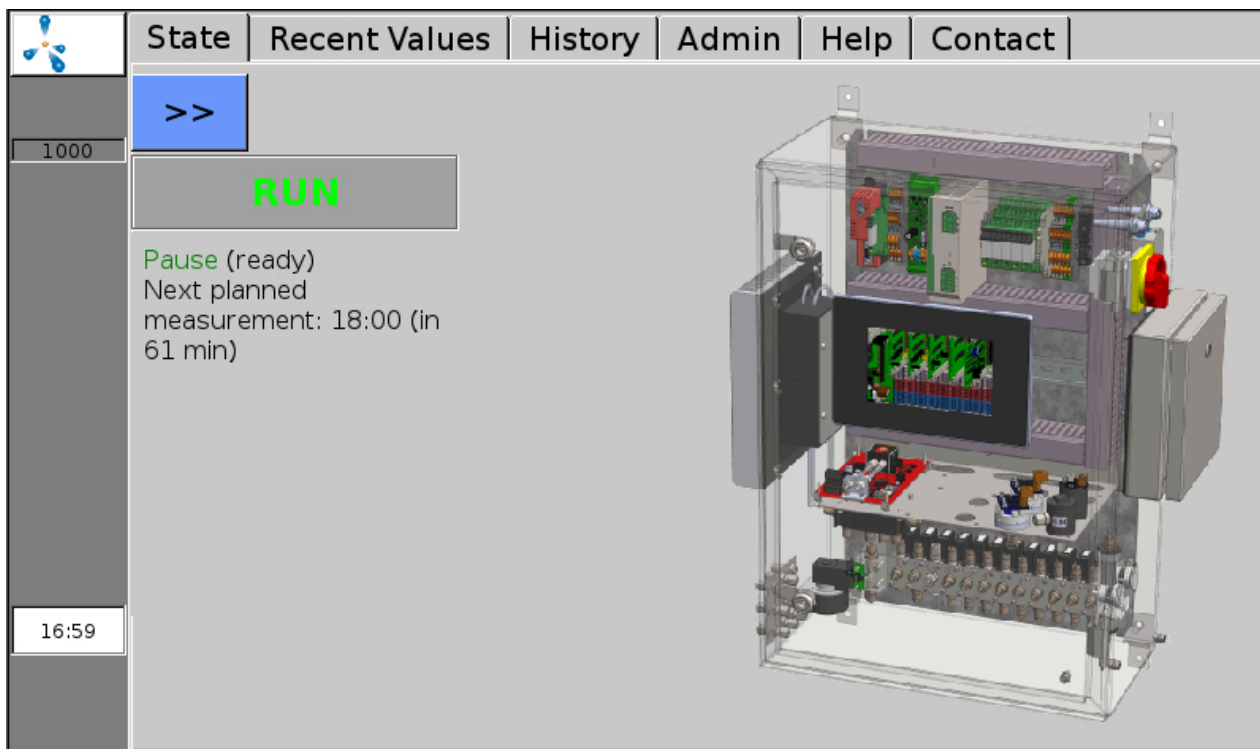 State Recent Values History Admin Help Contact
>>
1000
RUN
Pause (ready)
Next planned
measurement: 18:00 (in
61 min)
16:59